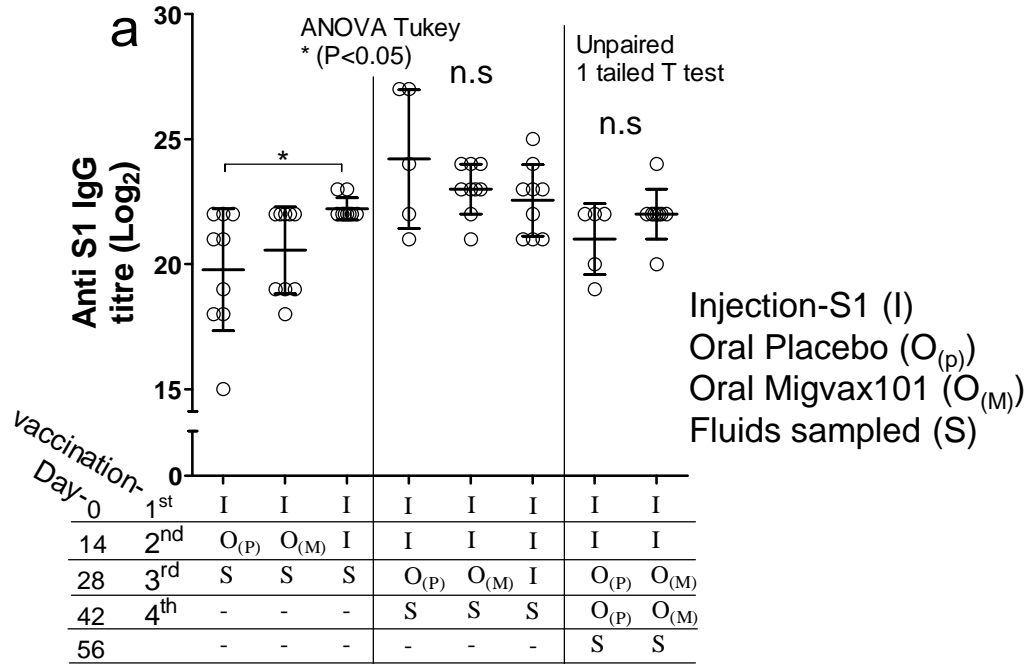 a
30
25
20
15
0
Anti S1 IgG
titre (Log2)
ANOVA Tukey
* (P<0.05)
*
n.s
Unpaired
1 tailed T test
n.s
Injection-S1 (I)
Oral Placebo (O(p))
Oral Migvax101 (O(M))
Fluids sampled (S)
vaccination-
Day-
0 1st I I I I I I I I
14 2nd O(P) O(M) I I I I I I
28 3rd S S S O(P) O(M) I O(P) O(M)
42 4th - - - S S S O(P) O(M)
56 - - - - - - S S